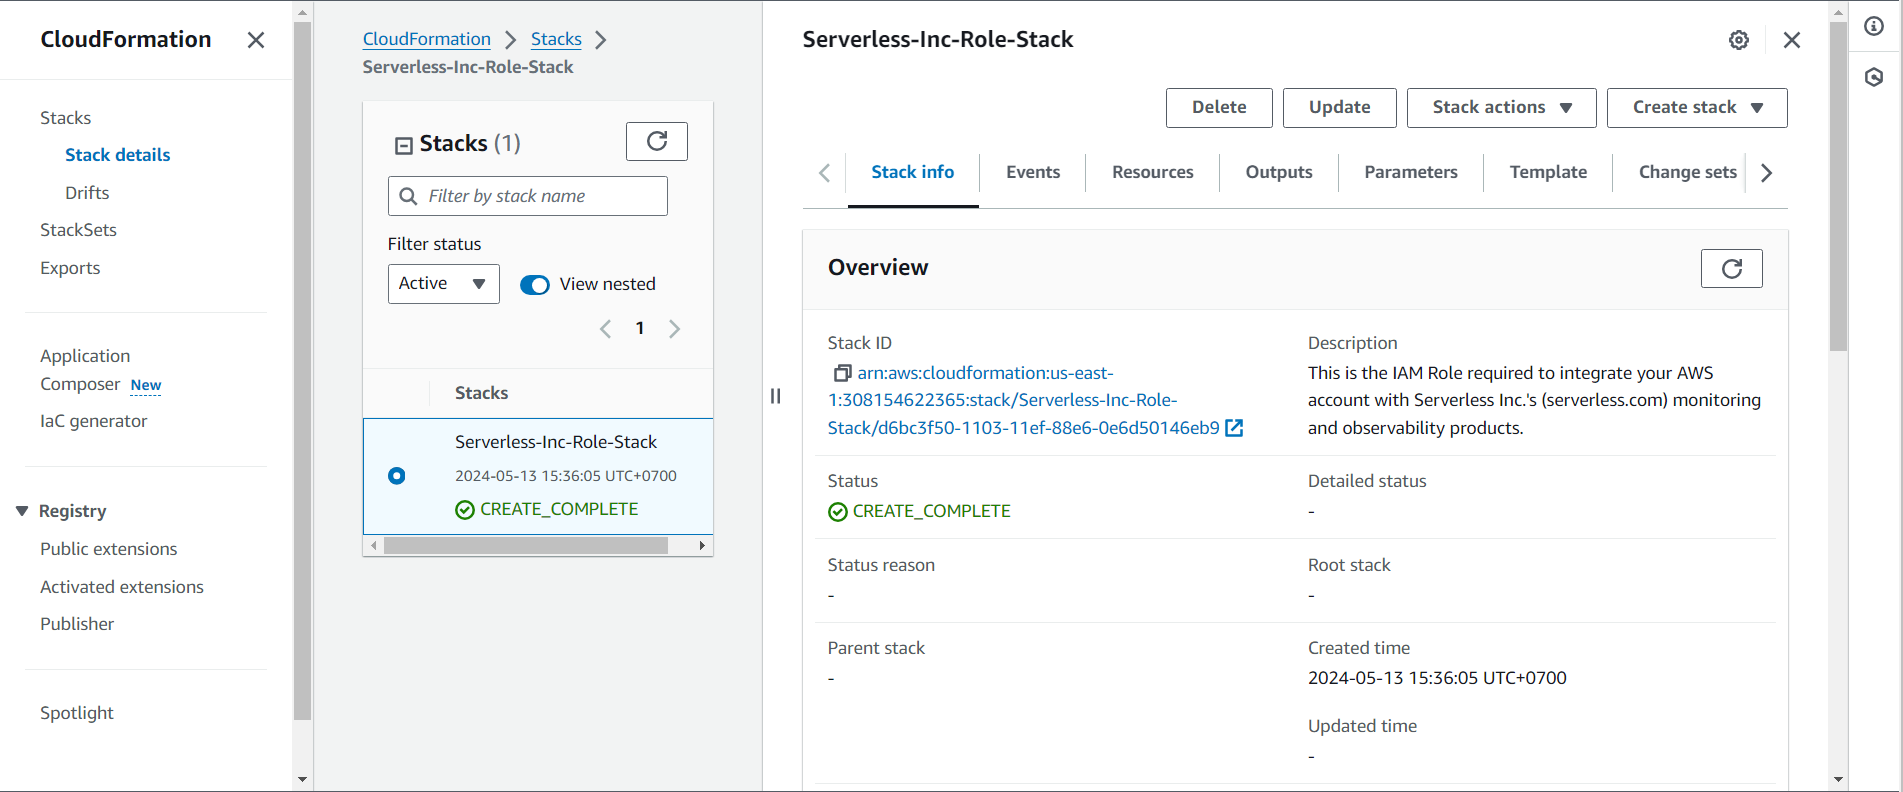 CloudFormation
Stacks
Stack details
Drifts
StackSets
Exports
Application
Composer New
IaC generator
Registry
Public extensions
Activated extensions
Publisher
Spotlight
CloudFormation
Stacks
Serverless-Inc-Role-Stack
Stacks (1)
Filter by stack name
Filter status
Active
View nested
1
Stacks
Serverless-Inc-Role-Stack
2024-05-13 15:36:05 UTC+0700
CREATE_COMPLETE
Serverless-Inc-Role-Stack
Delete
Update
Stack actions
Create stack
Stack info
Events
Resources
Outputs
Parameters
Template
Change sets
Overview
Stack ID
arn:aws:cloudformation:us-east-
1:308154622365:stack/Serverless-Inc-Role-
Stack/d6bc3f50-1103-11ef-88e6-0e6d50146eb9
Description
This is the IAM Role required to integrate your AWS
account with Serverless Inc.'s (serverless.com) monitoring
and observability products.
Status
CREATE_COMPLETE
Detailed status
-
Status reason
-
Root stack
-
Parent stack
-
Created time
2024-05-13 15:36:05 UTC+0700
Updated time
-